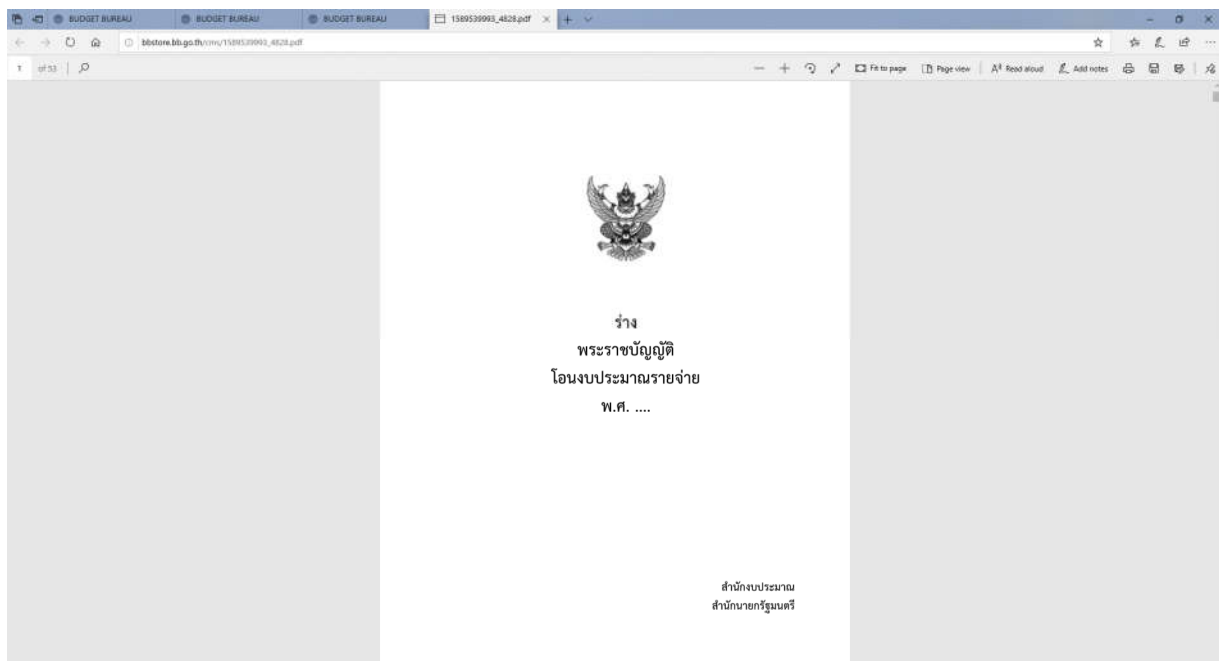 BUDGET BUREAU
BUDGET BUREAU
BUDGET BUREAU
1589539993_4828.pdf
bbstore.bb.go.th/cms/1589539993_4828.pdf
1 of 53
Fit to page
Page view
Read aloud
Add notes
ร่าง
พระราชบัญญัติ
โอนงบประมาณรายจ่าย
พ.ศ. ....
สำนักงบประมาณ
สำนักนายกรัฐมนตรี